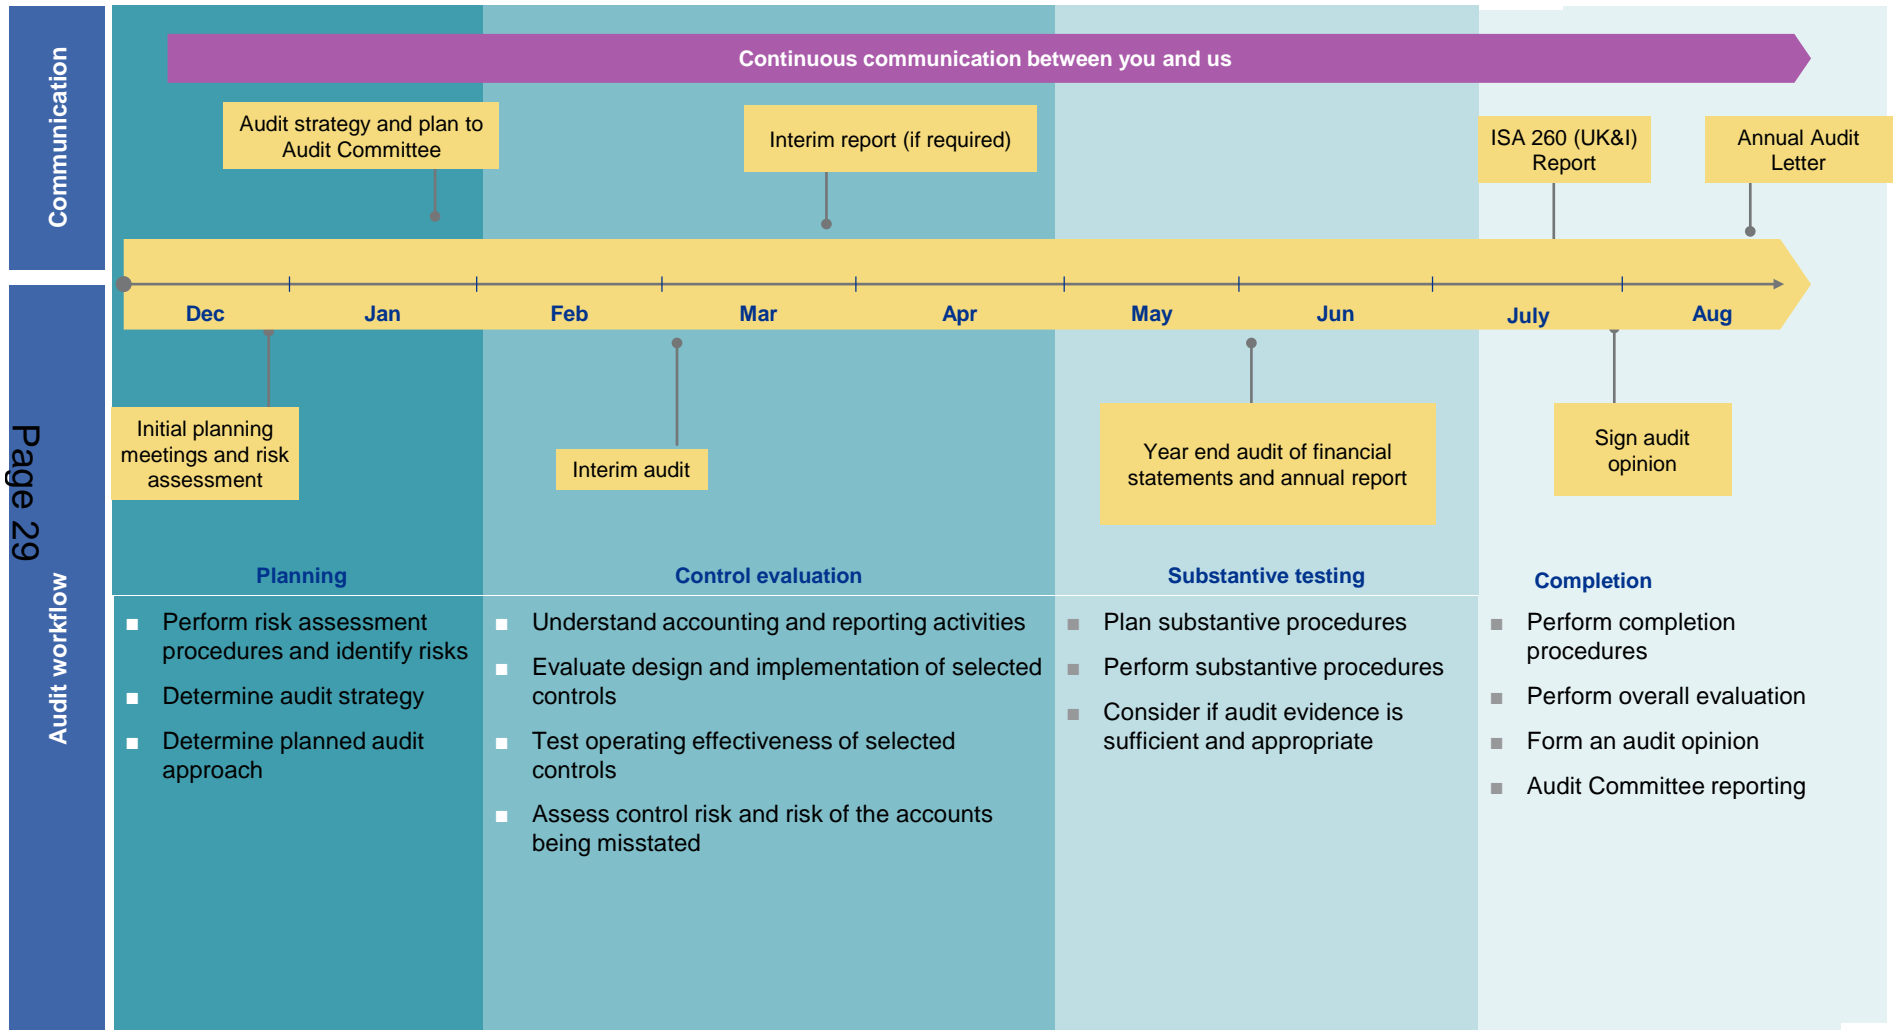 Communication
Continuous communication between you and us
Audit strategy and plan to
Audit Committee
Interim report (if required)
ISA 260 (UK&I)
Report
Annual Audit
Letter
Dec
Jan
Feb
Mar
Apr
May
Jun
July
Aug
Initial planning
meetings and risk
assessment
Interim audit
Year end audit of financial
statements and annual report
Sign audit
opinion
Page 29
Audit workflow
Planning
■ Perform risk assessment
procedures and identify risks
■ Determine audit strategy
■ Determine planned audit
approach
Control evaluation
■ Understand accounting and reporting activities
■ Evaluate design and implementation of selected
controls
■ Test operating effectiveness of selected
controls
■ Assess control risk and risk of the accounts
being misstated
Substantive testing
■ Plan substantive procedures
■ Perform substantive procedures
■ Consider if audit evidence is
sufficient and appropriate
Completion
■ Perform completion
procedures
■ Perform overall evaluation
■ Form an audit opinion
■ Audit Committee reporting